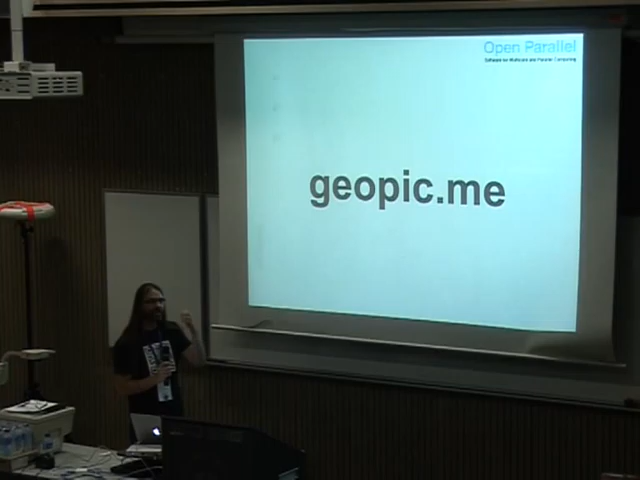 Open Parallel
Software for Multicore and Parallel Computing
geopic.me